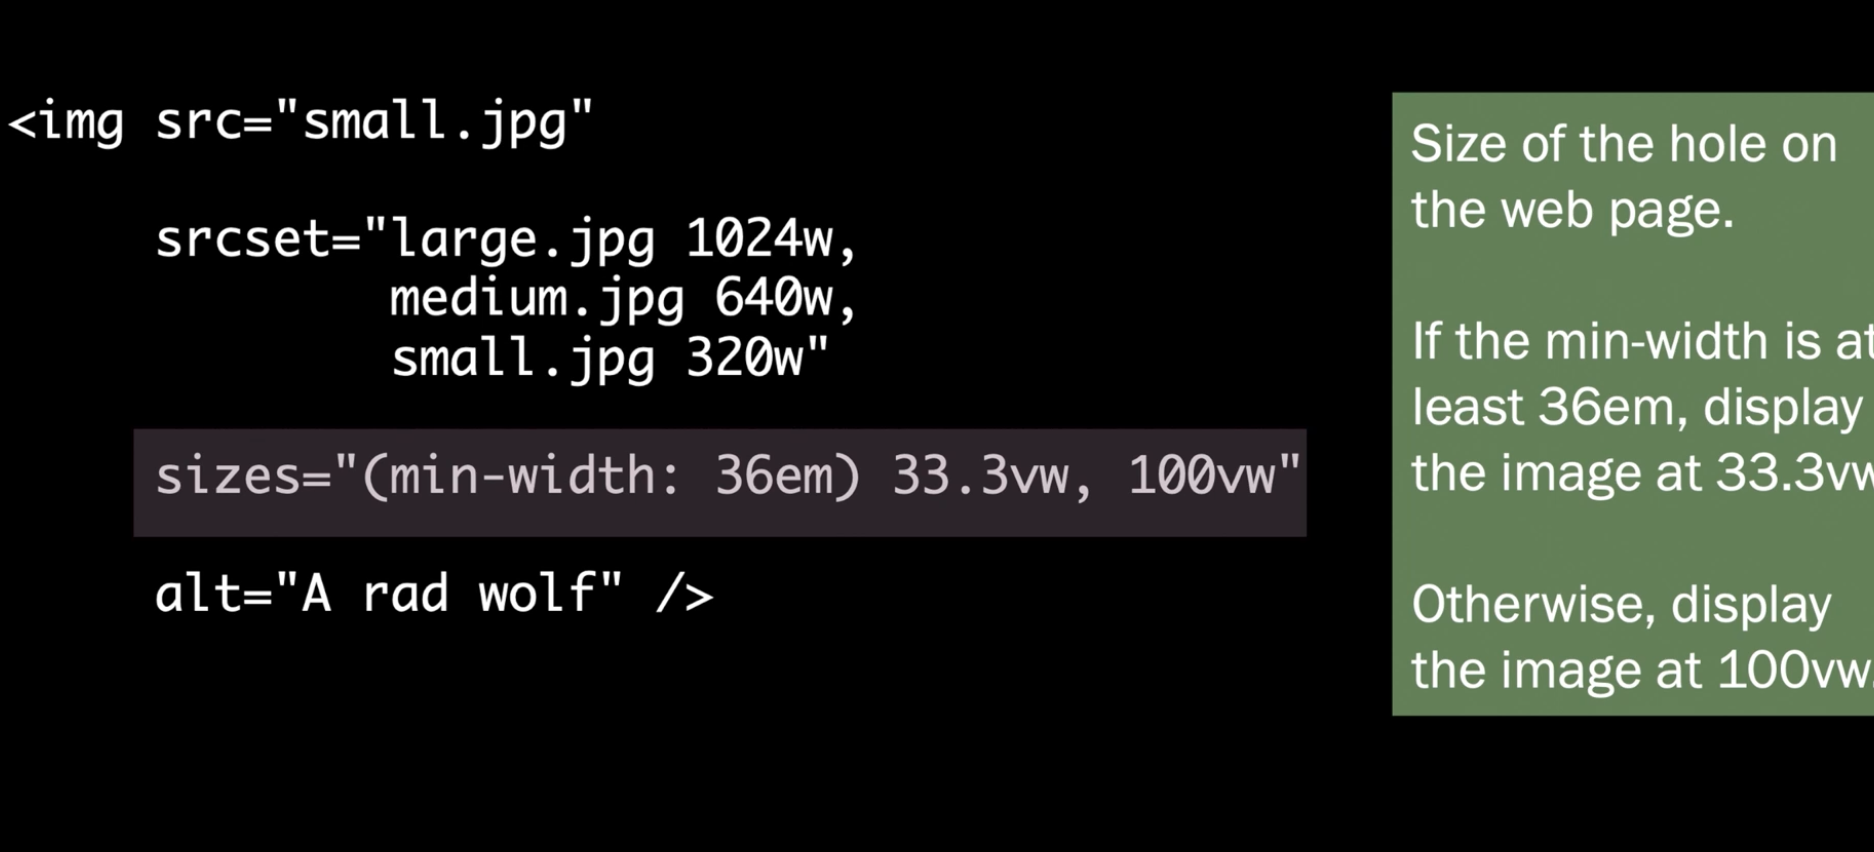 <img src="small.jpg"
srcset="large.jpg 1024w,
medium.jpg 640w,
small.jpg 320w"
sizes="(min-width: 36em) 33.3vw, 100vw"
alt="A rad wolf" />
Size of the hole on
the web page.
If the min-width is at
least 36em, display
the image at 33.3vw
Otherwise, display
the image at 100vw.